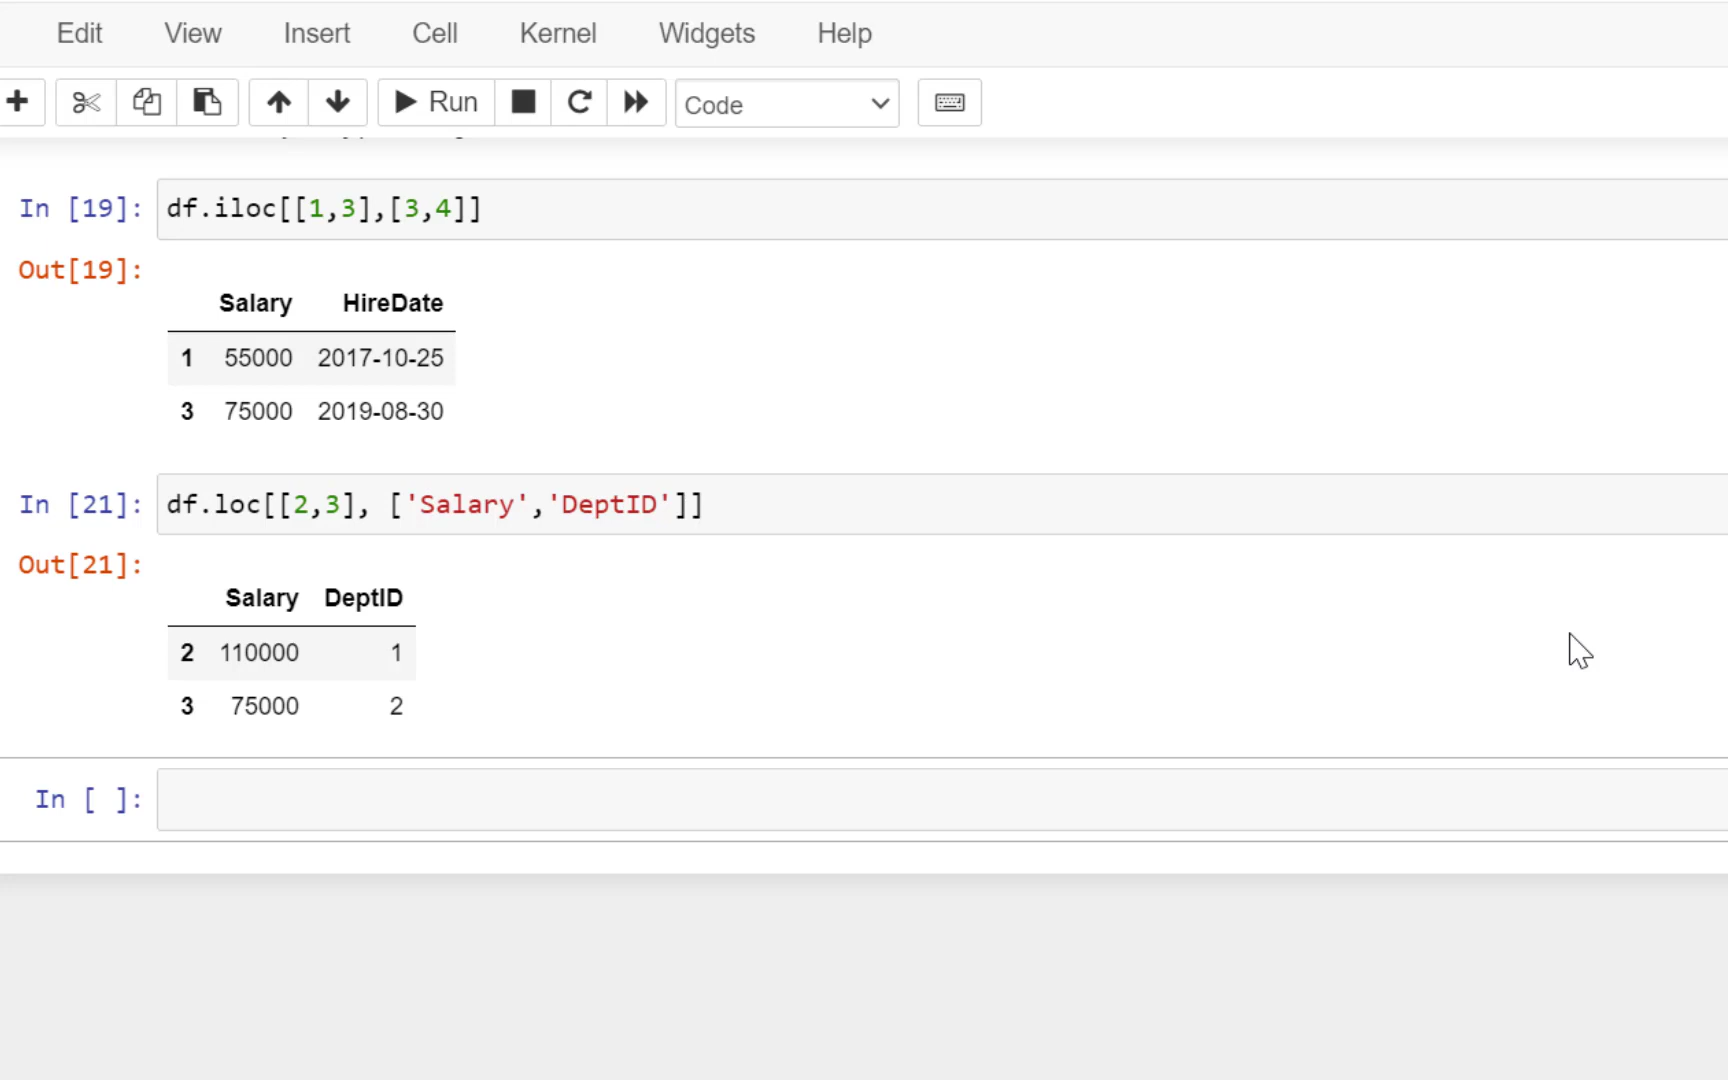 Edit View Insert Cell Kernel Widgets Help
Run Code
In [19]: df.iloc[[1,3],[3,4]]
Out[19]:
Salary HireDate
1 55000 2017-10-25
3 75000 2019-08-30
In [21]: df.loc[[2,3], ['Salary','DeptID']]
Out[21]:
Salary DeptID
2 110000 1
3 75000 2
In [ ]: